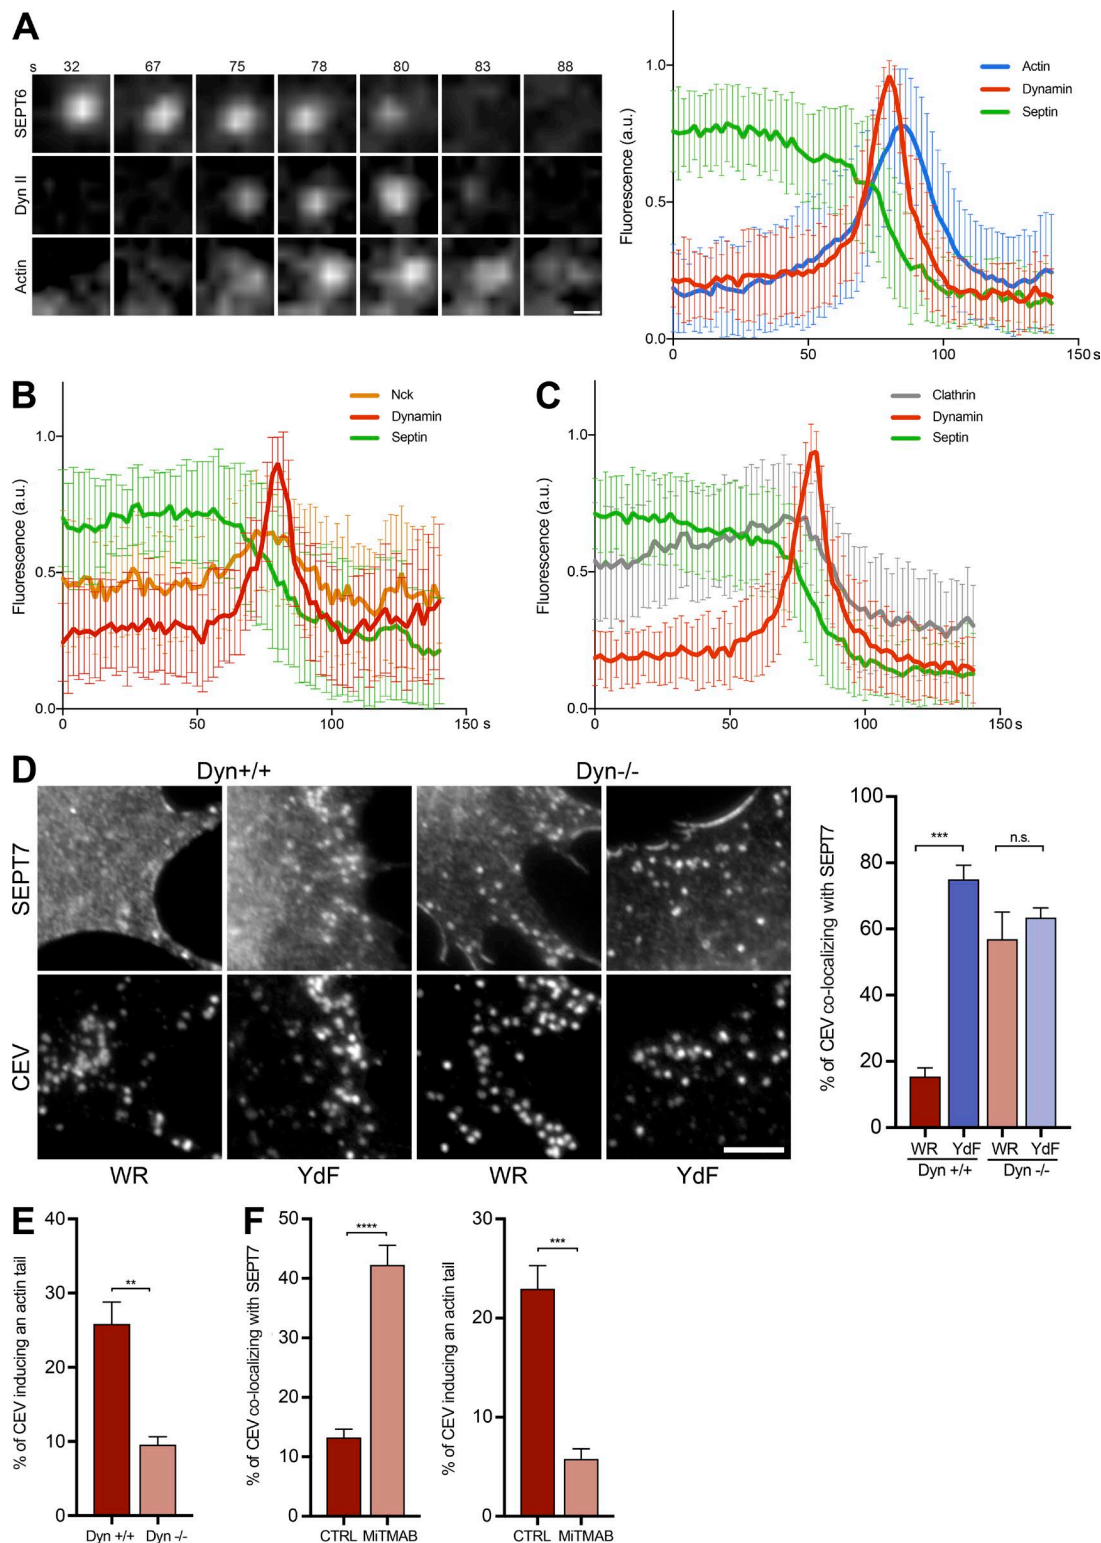 A
s 32 67 75 78 80 83 88
SEPT6
Dyn II
Actin
Fluorescence (a.u.)
1.0
0.5
0.0
0 50 100 150 s
Actin
Dynamin
Septin
B
Fluorescence (a.u.)
1.0
0.5
0.0
0 50 100 150 s
Nck
Dynamin
Septin
C
Fluorescence (a.u.)
1.0
0.5
0.0
0 50 100 150 s
Clathrin
Dynamin
Septin
D
Dyn+/+ Dyn-/-
SEPT7
CEV
WR YdF WR YdF
% of CEV co-localizing with SEPT7
100
80
60
40
20
0
*** n.s.
WR YdF WR YdF
Dyn +/+ Dyn -/-
E
% of CEV inducing an actin tail
40
30
20
10
0
**
Dyn +/+ Dyn -/-
F
% of CEV co-localizing with SEPT7
50
40
30
20
10
0
****
CTRL MiTMAB
% of CEV inducing an actin tail
30
20
10
0
***
CTRL MiTMAB